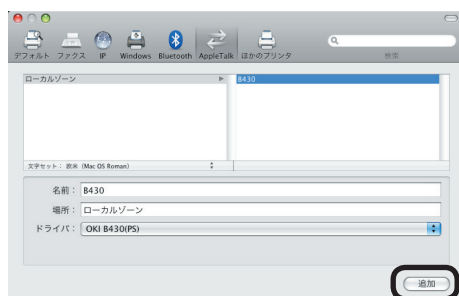 デフォルト ファクス IP Windows Bluetooth AppleTalk ほかのプリンタ 検索
ローカルゾーン B430
文字セット： 欧米 (Mac OS Roman)
名前： B430
場所： ローカルゾーン
ドライバ： OKI B430(PS)
追加